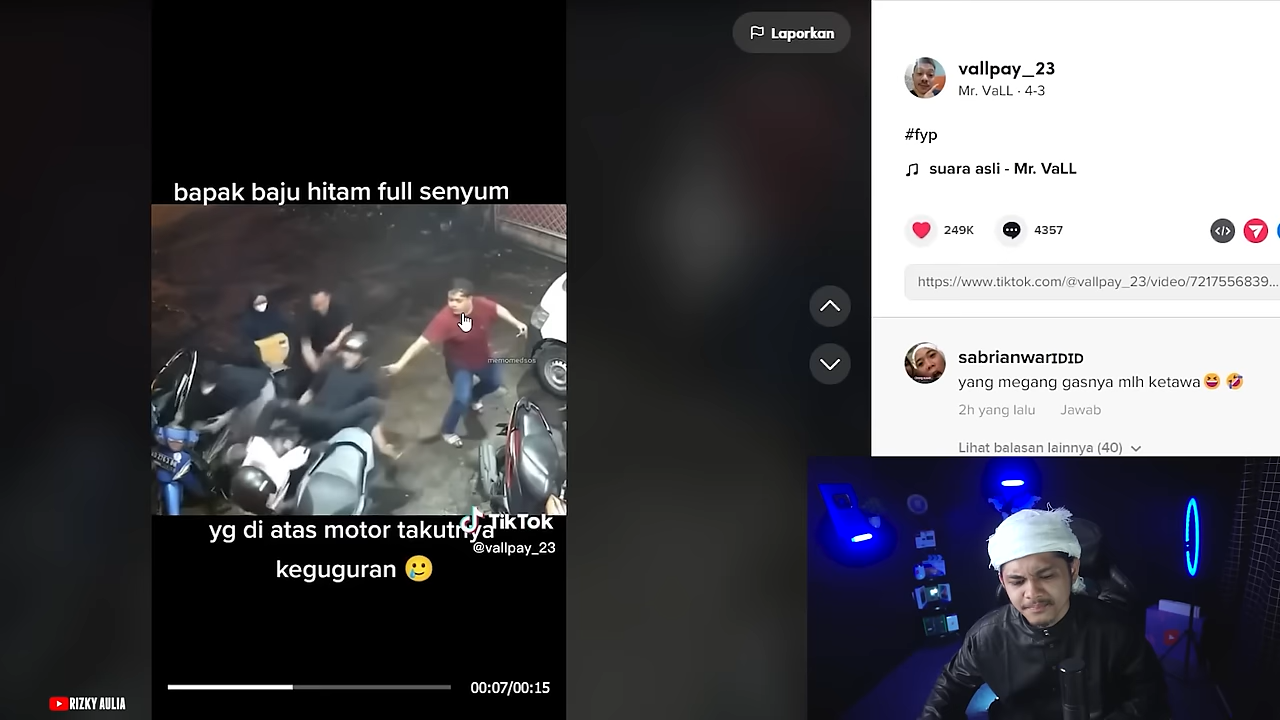 Laporkan
bapak baju hitam full senyum
memomedsos
yg di atas motor takutnya
keguguran 🥲
TikTok
@vallpay_23
00:07/00:15
RIZKY AULIA
vallpay_23
Mr. VaLL · 4-3
#fyp
suara asli - Mr. VaLL
249K
4357
https://www.tiktok.com/@vallpay_23/video/7217556839...
sabrianwarIDID
yang megang gasnya mlh ketawa😆 🤣
2h yang lalu Jawab
Lihat balasan lainnya (40)